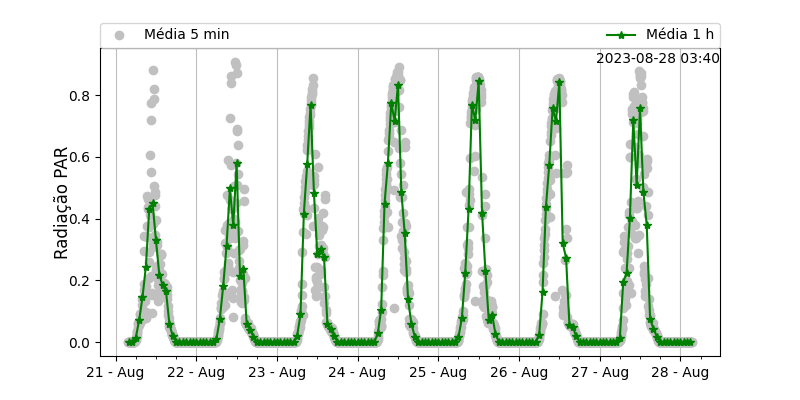 Média 5 min
Média 1 h
2023-08-28 03:40
Radiação PAR
0.8
0.6
0.4
0.2
0.0
21 - Aug
22 - Aug
23 - Aug
24 - Aug
25 - Aug
26 - Aug
27 - Aug
28 - Aug